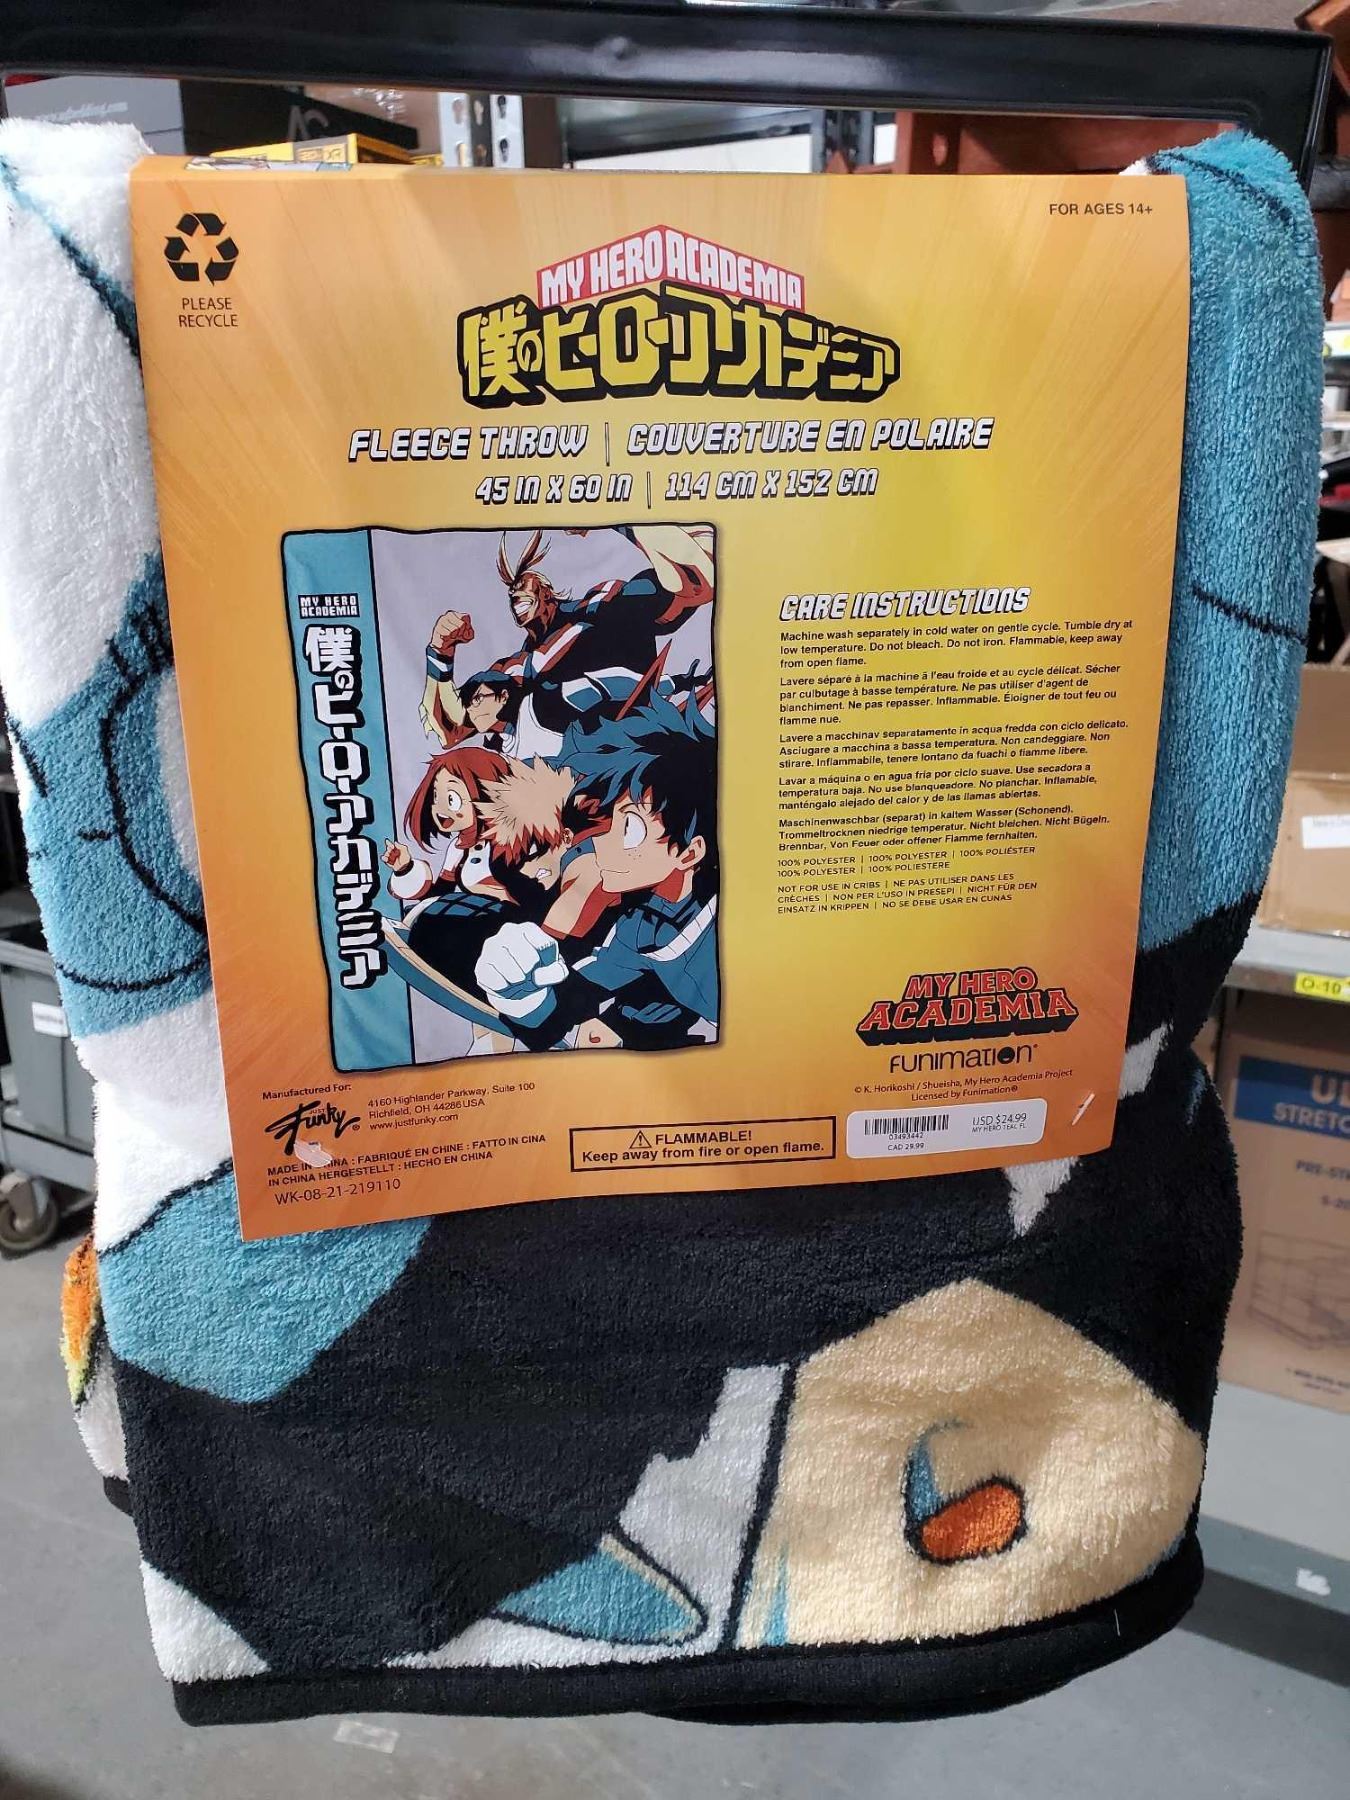 FOR AGES 14+
PLEASE
RECYCLE
MY HERO ACADEMIA
僕のヒーローアカデミア
FLEECE THROW | COUVERTURE EN POLAIRE
45 IN X 60 IN | 114 CM X 152 CM
MY HERO
ACADEMIA
僕のヒーローアカデミア
CARE INSTRUCTIONS
Machine wash separately in cold water on gentle cycle. Tumble dry at
low temperature. Do not bleach. Do not iron. Flammable, keep away
from open flame.
Lavere séparé à la machine à l'eau froide et au cycle délicat. Sécher
par culbutage à basse température. Ne pas utiliser d'agent de
blanchiment. Ne pas repasser. Inflammable. Éloigner de tout feu ou
flamme nue.
Lavere a macchinav separatamente in acqua fredda con ciclo delicato.
Asciugare a macchina a bassa temperatura. Non candeggiare. Non
stirare. Inflammabile, tenere lontano da fuachi o fiamme libere.
Lavar a máquina o en agua fría por ciclo suave. Use secadora a
temperatura baja. No use blanqueadore. No planchar. Inflamable,
manténgalo alejado del calor y de las llamas abiertas.
Maschinenwaschbar (separat) in kaltem Wasser (Schonend).
Trommeltrocknen niedrige temperatur. Nicht bleichen. Nicht Bügeln.
Brennbar, Von Feuer oder offener Flamme fernhalten.
100% POLYESTER | 100% POLYESTER | 100% POLIÉSTER
100% POLYESTER | 100% POLIESTERE
NOT FOR USE IN CRIBS | NE PAS UTILISER DANS LES
CRÈCHES | NON PER L'USO IN PRESEPI | NICHT FÜR DEN
EINSATZ IN KRIPPEN | NO SE DEBE USAR EN CUNAS
MY HERO
ACADEMIA
FUNIMATION
© K. Horikoshi / Shueisha, My Hero Academia Project
Licensed by Funimation®
Manufactured For:
JUST Funky ®
4160 Highlander Parkway, Suite 100
Richfield, OH 44286 USA
www.justfunky.com
MADE IN CHINA : FABRIQUÉ EN CHINE : FATTO IN CINA
IN CHINA HERGESTELLT : HECHO EN CHINA
WK-08-21-219110
FLAMMABLE!
Keep away from fire or open flame.
03493442
CAD 29.99
USD $24.99
MY HERO TEAL FL
O-10
STRETC